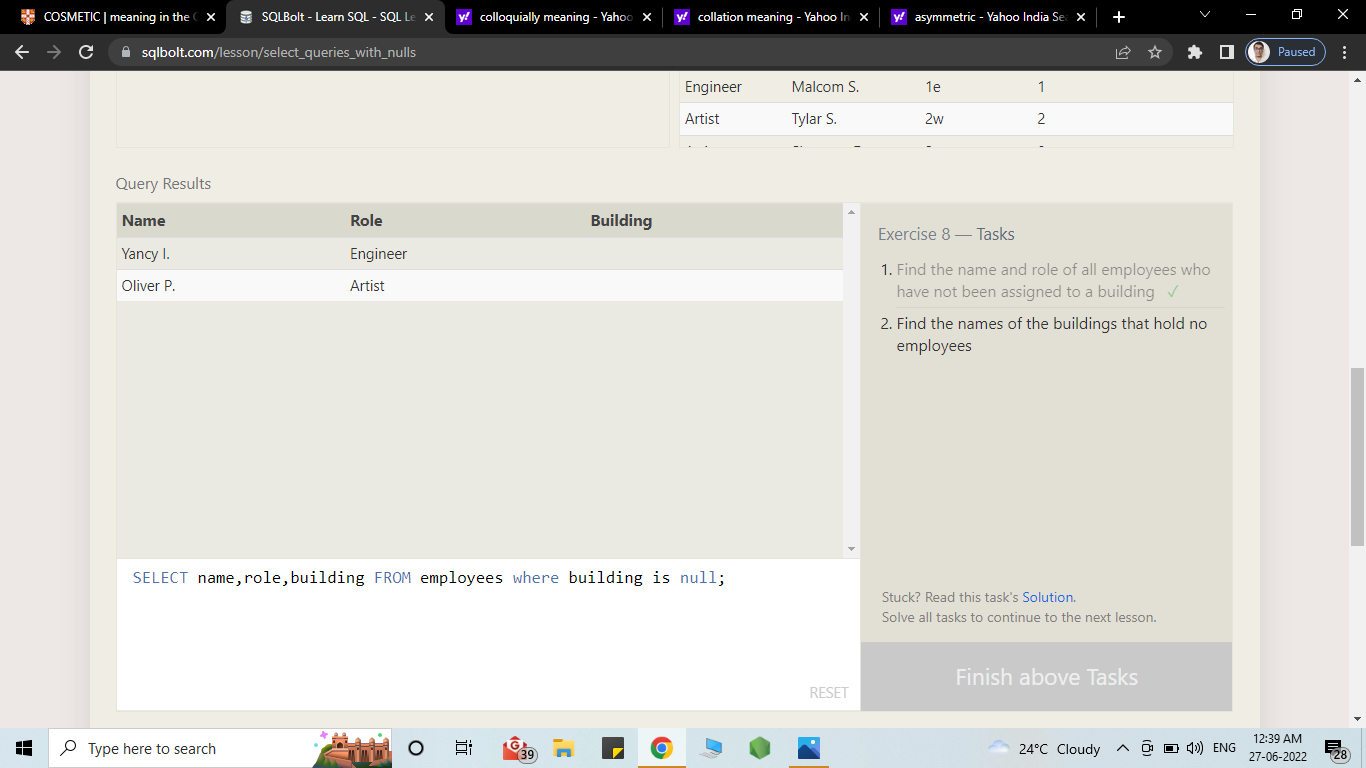 COSMETIC | meaning in the C
SQLBolt - Learn SQL - SQL Le
colloquially meaning - Yahoo
collation meaning - Yahoo In
asymmetric - Yahoo India Sea
sqlbolt.com/lesson/select_queries_with_nulls
Paused
Engineer Malcom S. 1e 1
Artist Tylar S. 2w 2
Query Results
Name Role Building
Yancy I. Engineer
Oliver P. Artist
Exercise 8 — Tasks
1. Find the name and role of all employees who
have not been assigned to a building ✓
2. Find the names of the buildings that hold no
employees
SELECT name,role,building FROM employees where building is null;
RESET
Stuck? Read this task's Solution.
Solve all tasks to continue to the next lesson.
Finish above Tasks
Type here to search
39
24°C Cloudy
ENG
12:39 AM
27-06-2022
28